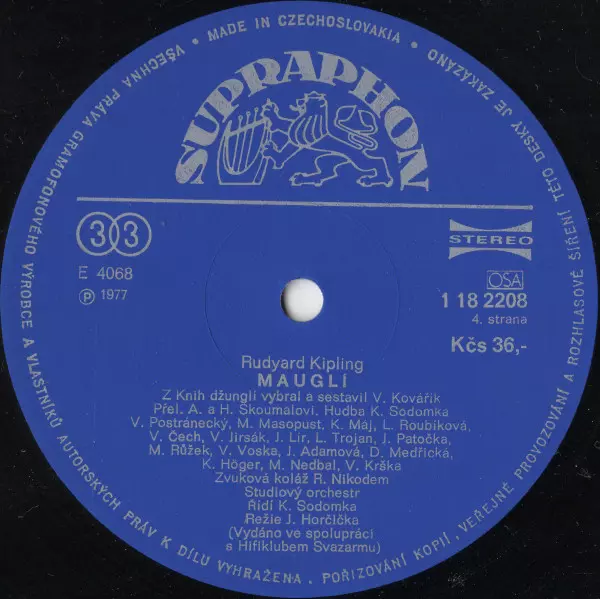 VŠECHNA PRÁVA GRAMOFONOVÉHO VÝROBCE A VLASTNÍKŮ AUTORSKÝCH PRÁV K DÍLU VYHRAŽENA. POŘIZOVÁNÍ KOPIÍ, VEŘEJNÉ PROVOZOVÁNÍ A ROZHLASOVÉ ŠÍŘENÍ TÉTO DESKY JE ZAKÁZÁNO
• MADE IN CZECHOSLOVAKIA •
SUPRAPHON
33
STEREO
E 4068
Ⓟ 1977
OSA
1 18 2208
4. strana
Kčs 36,-
Rudyard Kipling
MAUGLÍ
Z Knih džunglí vybral a sestavil V. Kovářík
Přel. A. a H. Skoumalovi. Hudba K. Sodomka
V. Postránecký, M. Masopust, K. Máj, L. Roubíková,
V. Čech, V. Jirsák, J. Lír, L. Trojan, J. Patočka,
M. Růžek, V. Voska, J. Adamová, D. Medřická,
K. Höger, M. Nedbal, V. Krška
Zvuková koláž R. Nikodem
Studiový orchestr
Řídí K. Sodomka
Režie J. Horčička
(Vydáno ve spolupráci
s Hifiklubem Svazarmu)